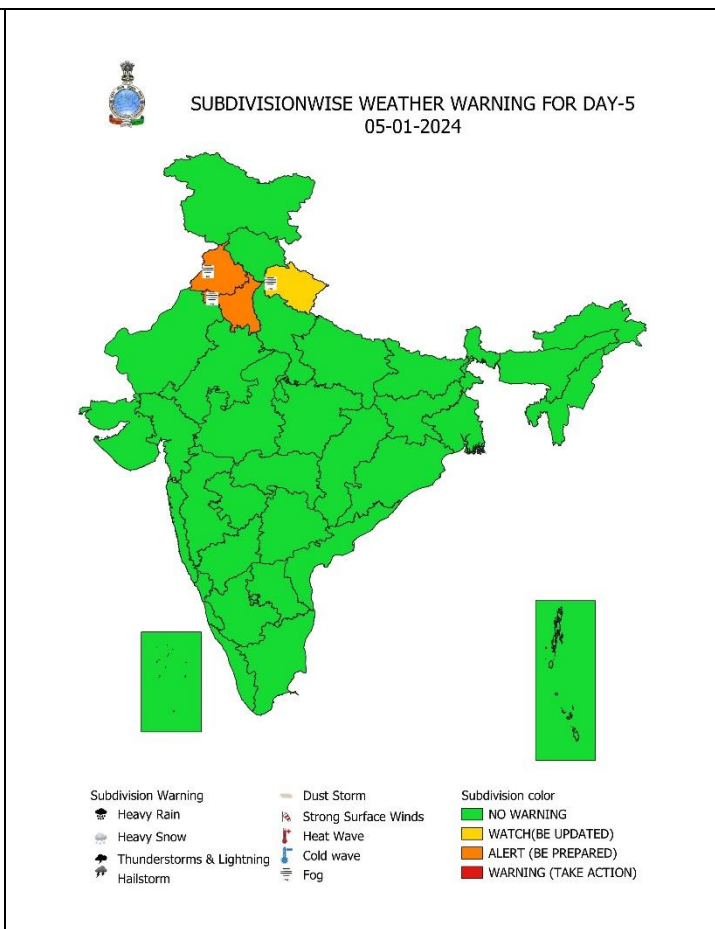 SUBDIVISIONWISE WEATHER WARNING FOR DAY-5
05-01-2024
Subdivision Warning
Heavy Rain
Heavy Snow
Thunderstorms & Lightning
Hailstorm
Dust Storm
Strong Surface Winds
Heat Wave
Cold wave
Fog
Subdivision color
NO WARNING
WATCH(BE UPDATED)
ALERT (BE PREPARED)
WARNING (TAKE ACTION)